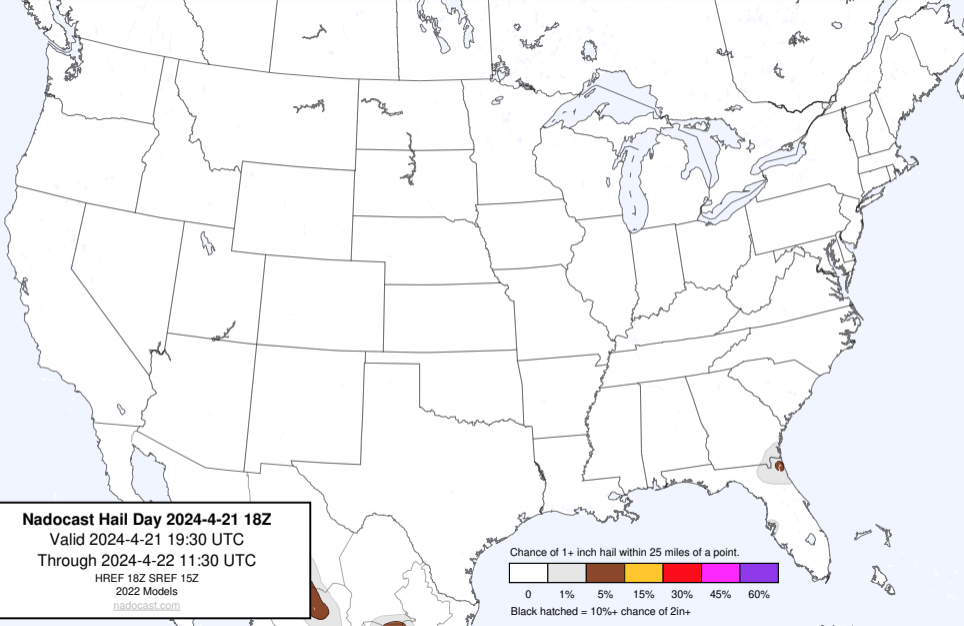 Nadocast Hail Day 2024-4-21 18Z
Valid 2024-4-21 19:30 UTC
Through 2024-4-22 11:30 UTC
HREF 18Z SREF 15Z
2022 Models
nadocast.com
Chance of 1+ inch hail within 25 miles of a point.
0 1% 5% 15% 30% 45% 60%
Black hatched = 10%+ chance of 2in+